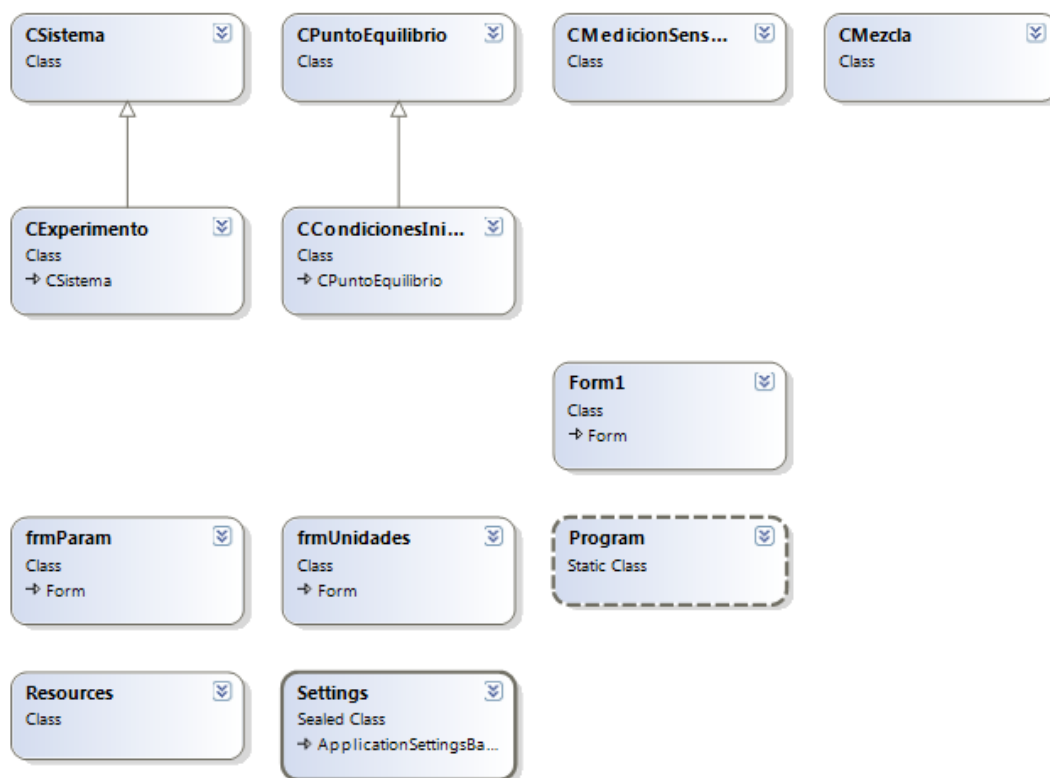 CSistema
Class
CPuntoEquilibrio
Class
CMedicionSens...
Class
CMezcla
Class
CExperimento
Class
CSistema
CCondicionesIni...
Class
CPuntoEquilibrio
Form1
Class
Form
frmParam
Class
Form
frmUnidades
Class
Form
Program
Static Class
Resources
Class
Settings
Sealed Class
ApplicationSettingsBa...